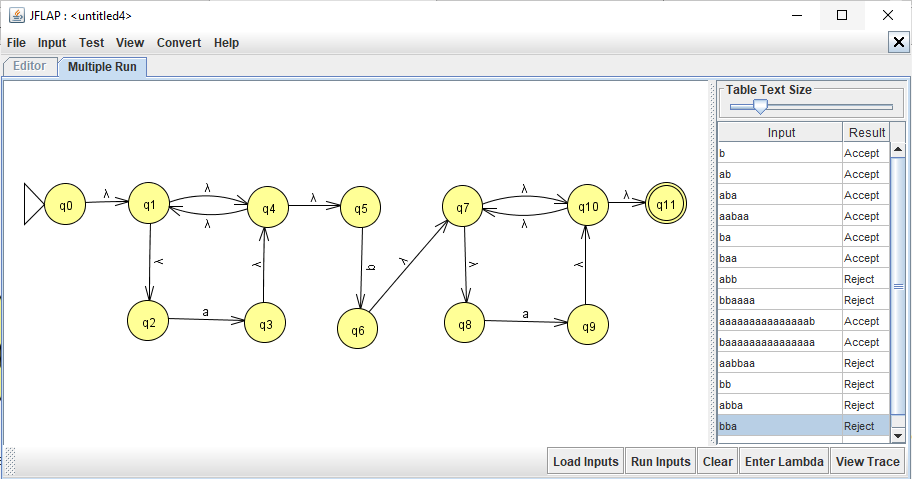 JFLAP : <untitled4>
File Input Test View Convert Help
Editor Multiple Run
Table Text Size
Input Result
b Accept
ab Accept
aba Accept
aabaa Accept
ba Accept
baa Accept
abb Reject
bbaaaa Reject
aaaaaaaaaaaaaaab Accept
baaaaaaaaaaaaaaa Accept
aabbaa Reject
bb Reject
abba Reject
bba Reject
λ λ λ λ λ
q0 q1 q4 q5 q7 q10 q11
λ λ
λ λ b λ λ λ
a a
q2 q3 q6 q8 q9
Load Inputs Run Inputs Clear Enter Lambda View Trace